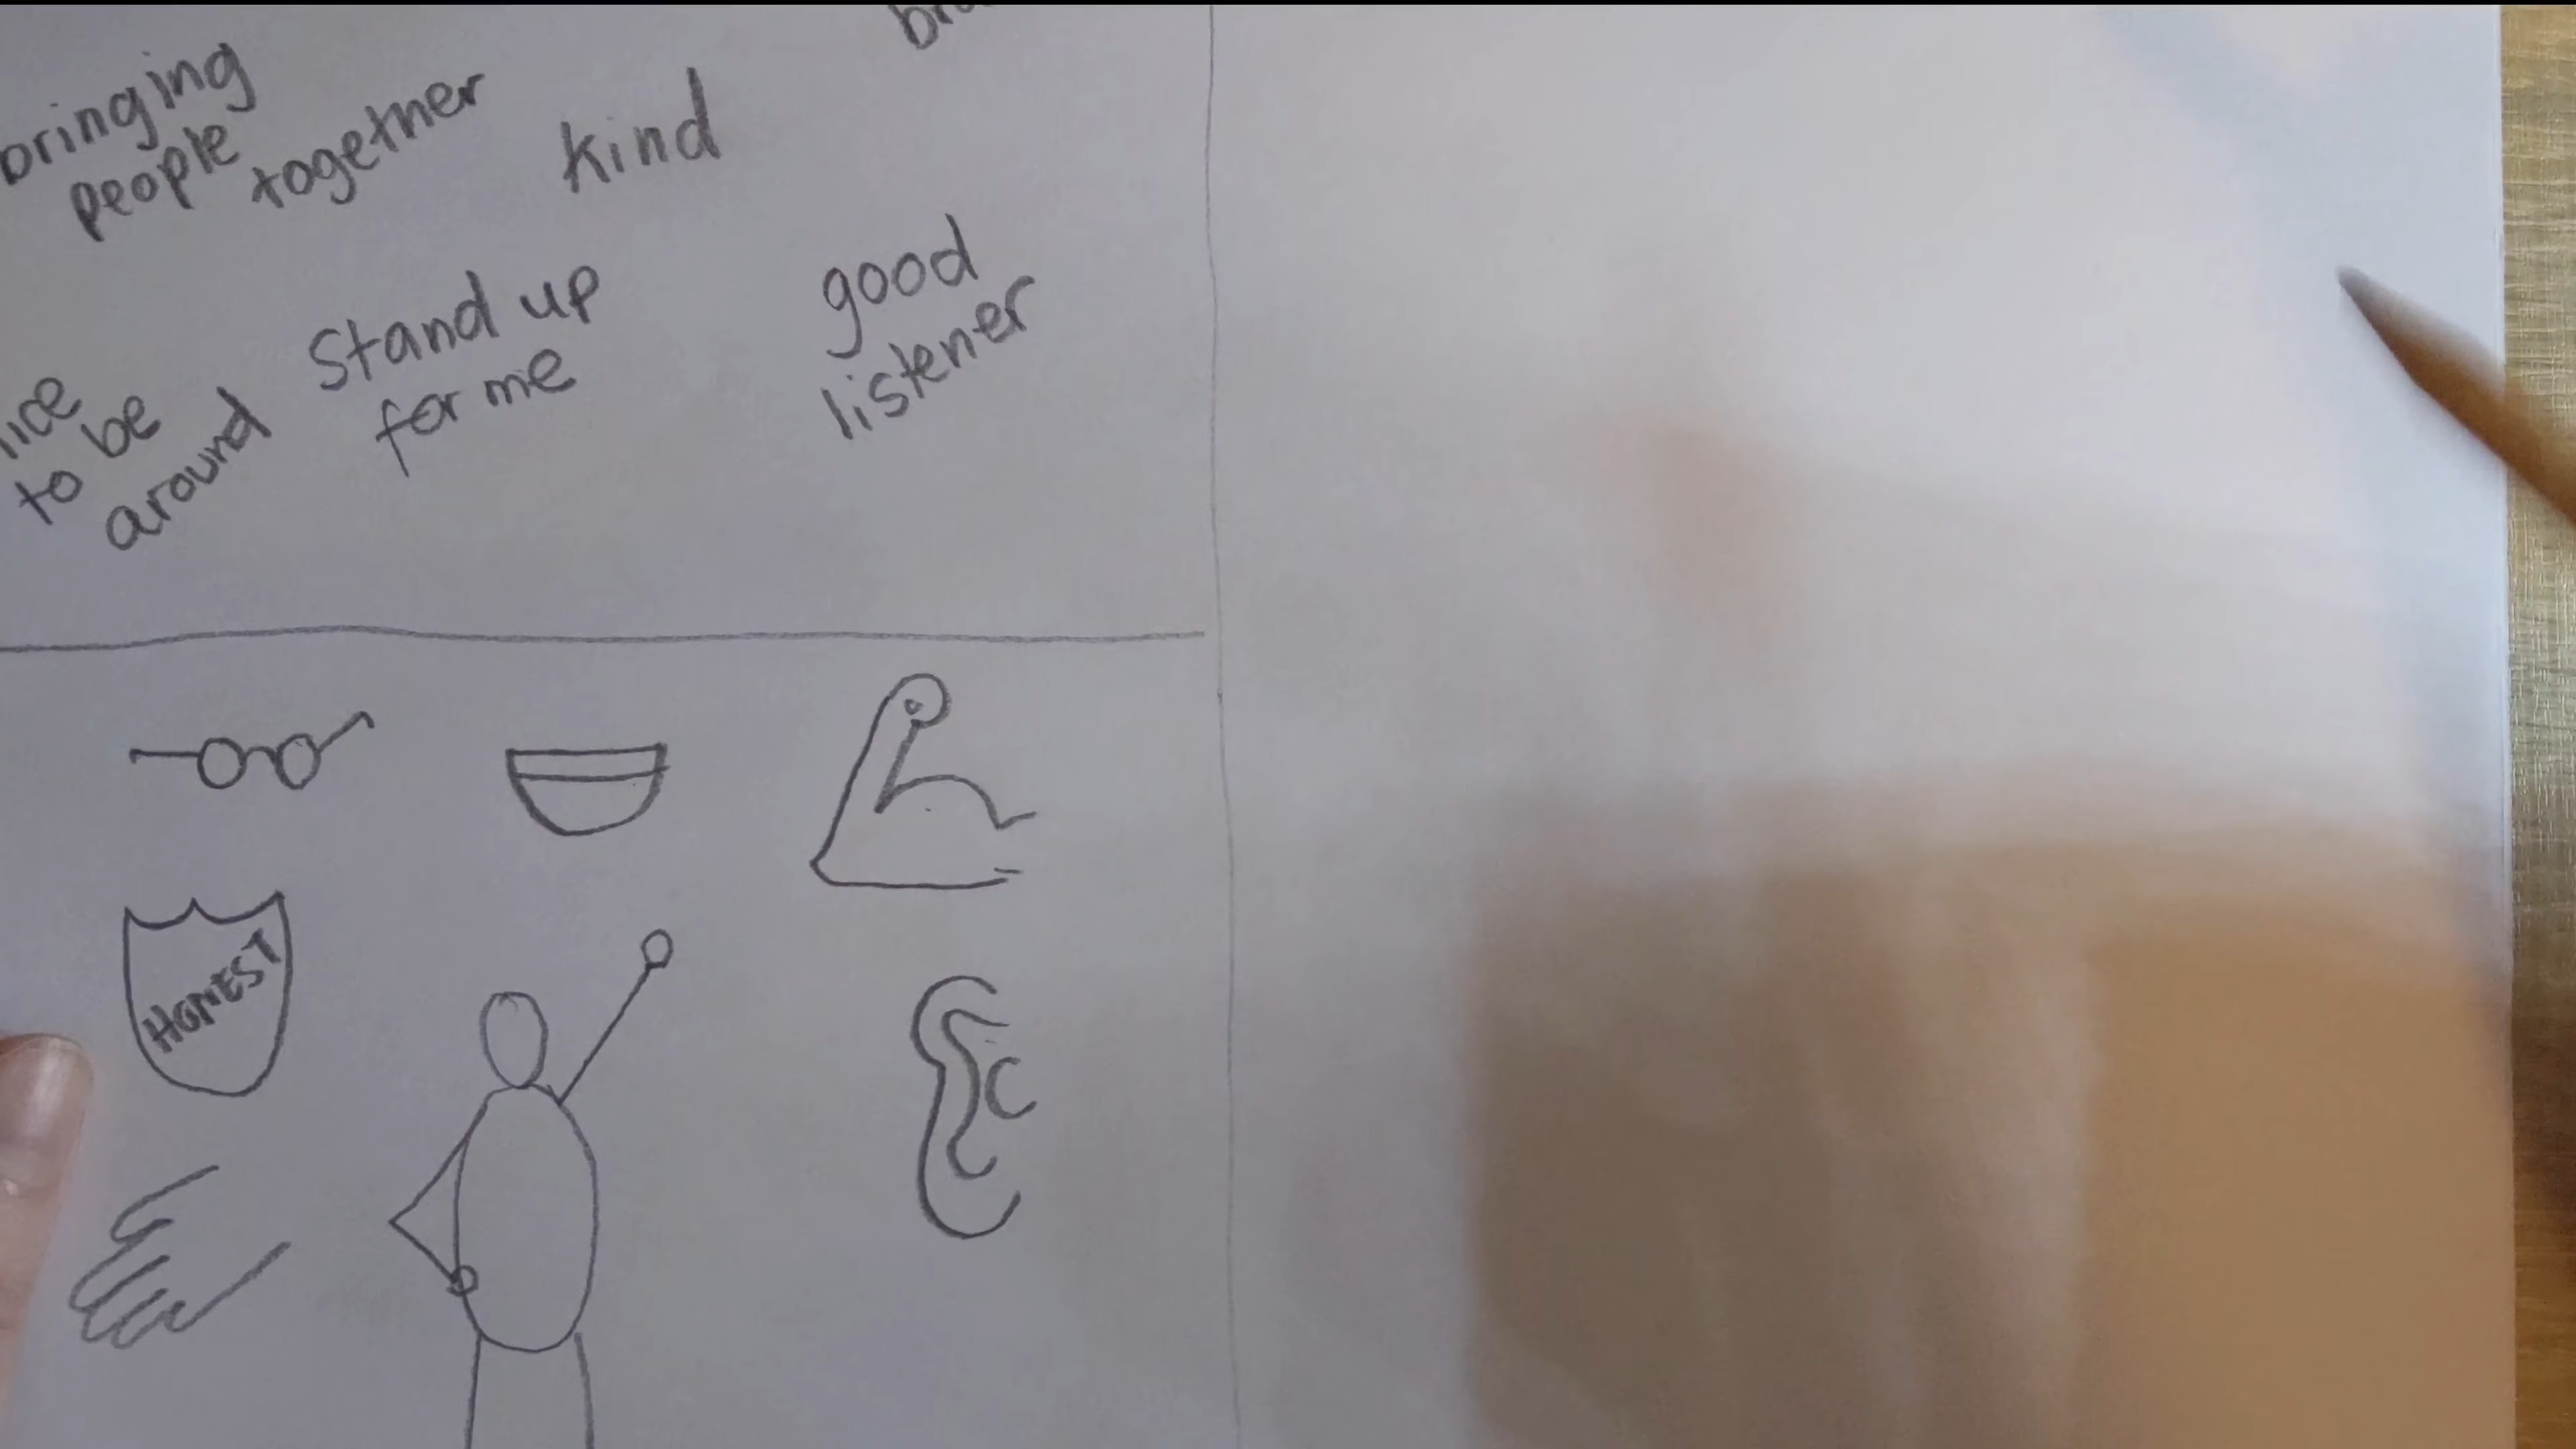 bringing
people
together
kind
to be
around
Stand up
for me
good
listener
HONEST